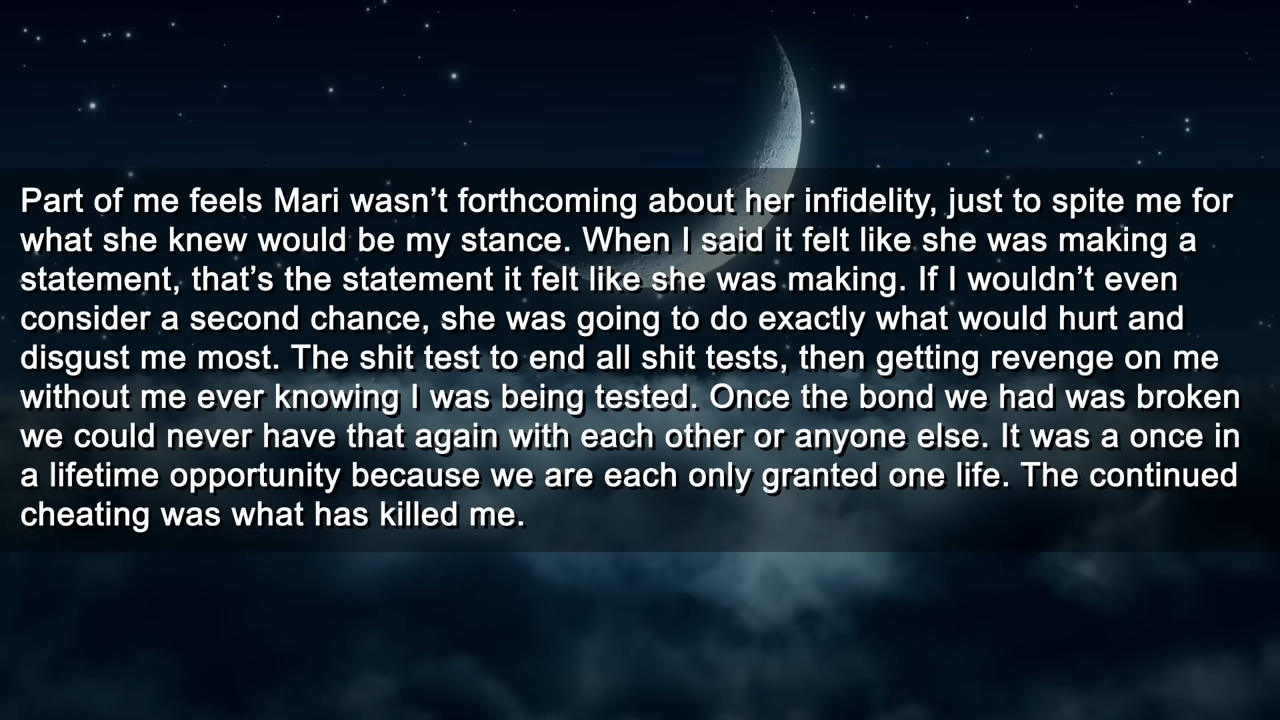 Part of me feels Mari wasn’t forthcoming about her infidelity, just to spite me for
what she knew would be my stance. When I said it felt like she was making a
statement, that’s the statement it felt like she was making. If I wouldn’t even
consider a second chance, she was going to do exactly what would hurt and
disgust me most. The shit test to end all shit tests, then getting revenge on me
without me ever knowing I was being tested. Once the bond we had was broken
we could never have that again with each other or anyone else. It was a once in
a lifetime opportunity because we are each only granted one life. The continued
cheating was what has killed me.